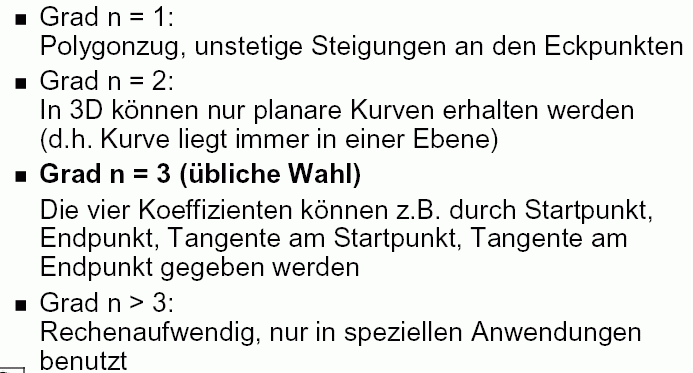 ▪ Grad n = 1:
Polygonzug, unstetige Steigungen an den Eckpunkten
▪ Grad n = 2:
In 3D können nur planare Kurven erhalten werden
(d.h. Kurve liegt immer in einer Ebene)
▪ Grad n = 3 (übliche Wahl)
Die vier Koeffizienten können z.B. durch Startpunkt,
Endpunkt, Tangente am Startpunkt, Tangente am
Endpunkt gegeben werden
▪ Grad n > 3:
Rechenaufwendig, nur in speziellen Anwendungen
benutzt